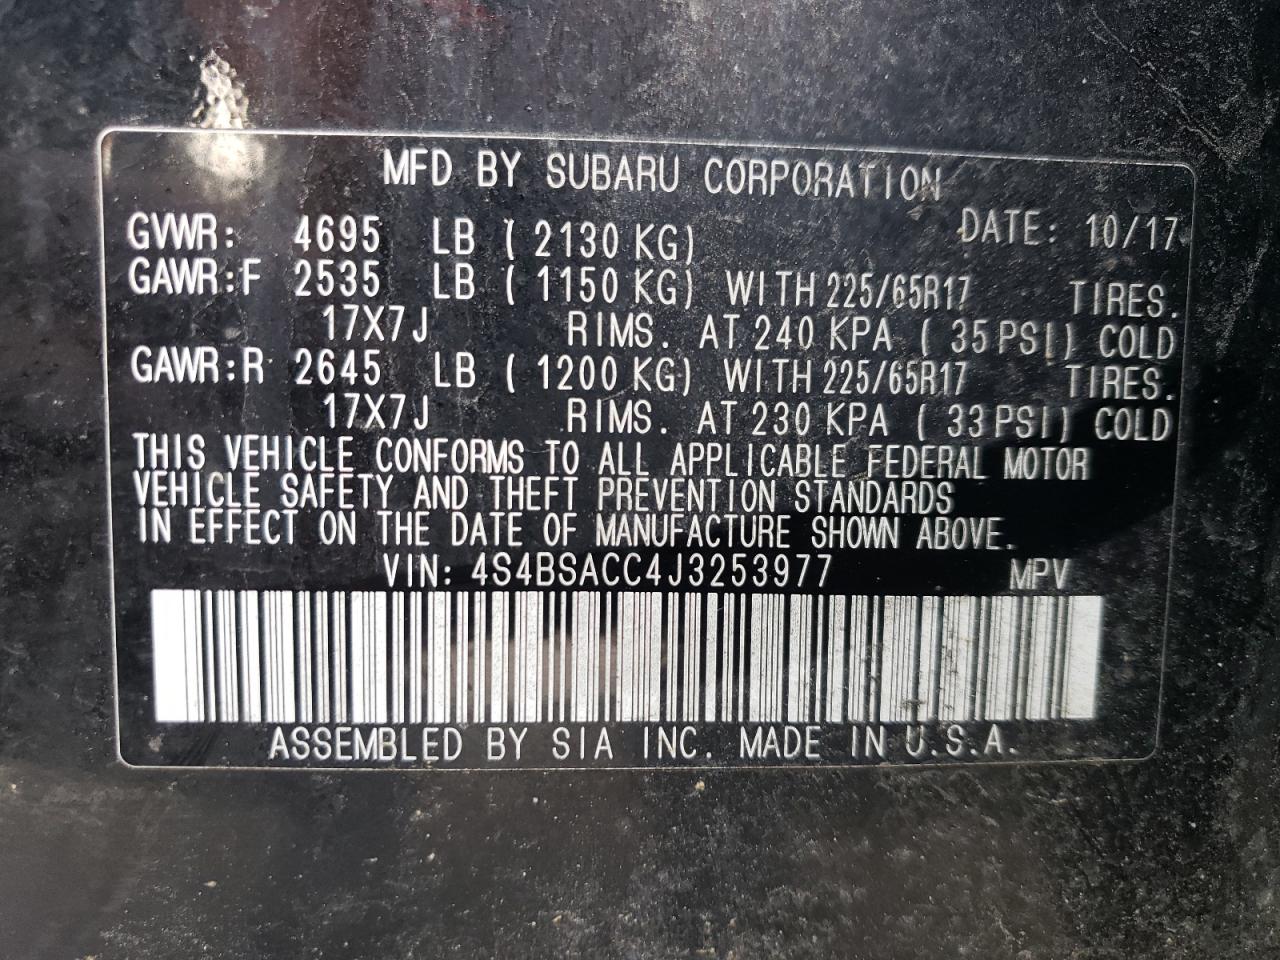 MFD BY SUBARU CORPORATION
GVWR: 4695 LB ( 2130 KG) DATE: 10/17
GAWR:F 2535 LB ( 1150 KG) WITH 225/65R17 TIRES.
17X7J RIMS. AT 240 KPA ( 35 PSI) COLD
GAWR:R 2645 LB ( 1200 KG) WITH 225/65R17 TIRES.
17X7J RIMS. AT 230 KPA ( 33 PSI) COLD
THIS VEHICLE CONFORMS TO ALL APPLICABLE FEDERAL MOTOR
VEHICLE SAFETY AND THEFT PREVENTION STANDARDS
IN EFFECT ON THE DATE OF MANUFACTURE SHOWN ABOVE.
VIN: 4S4BSACC4J3253977 MPV
ASSEMBLED BY SIA INC. MADE IN U.S.A.